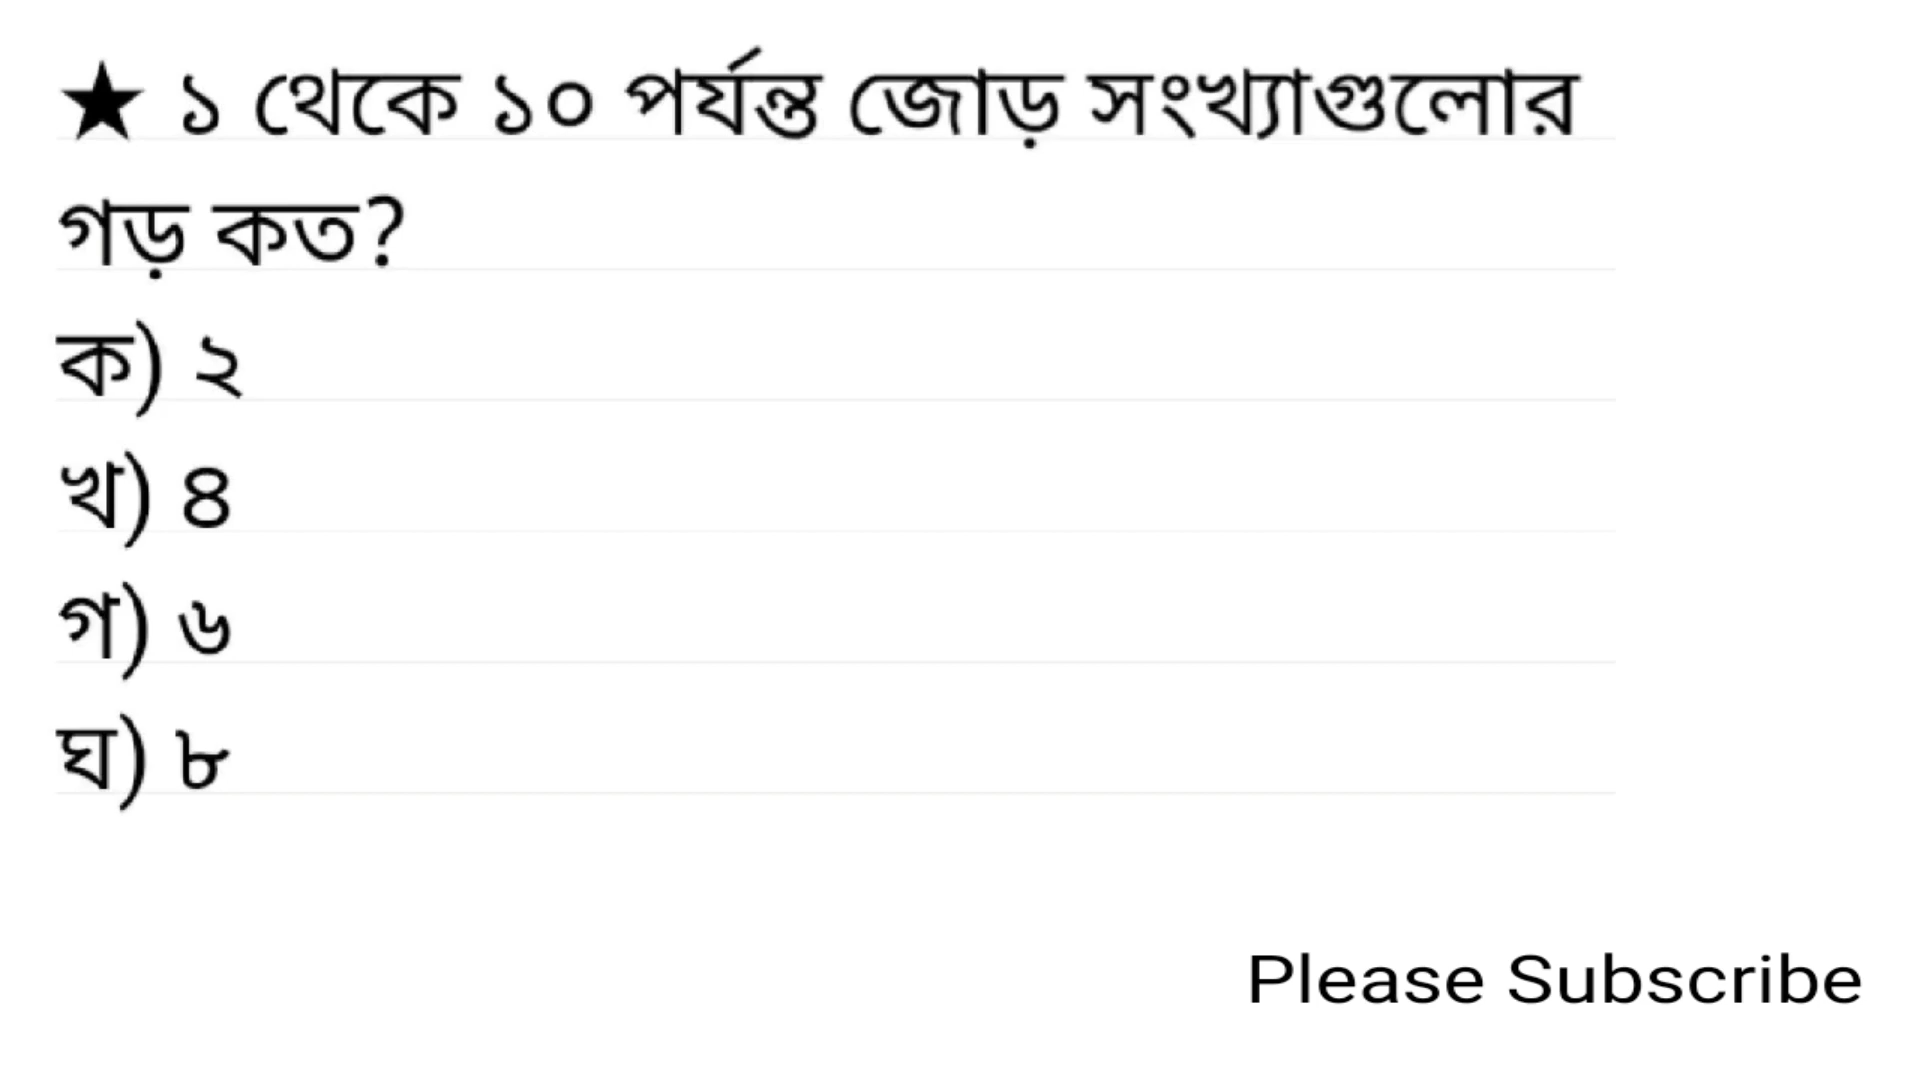 ★ ১ থেকে ১০ পর্যন্ত জোড় সংখ্যাগুলোর
গড় কত?
ক) ২
খ) ৪
গ) ৬
ঘ) ৮
Please Subscribe